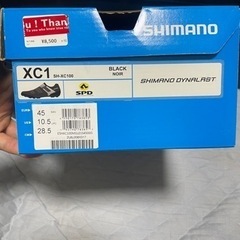 u ! Than
¥8,500
SHIMANO
XC1
SH-XC100
BLACK
NOIR
SHIMANO DYNALAST
45
10.5
28.5
SPD